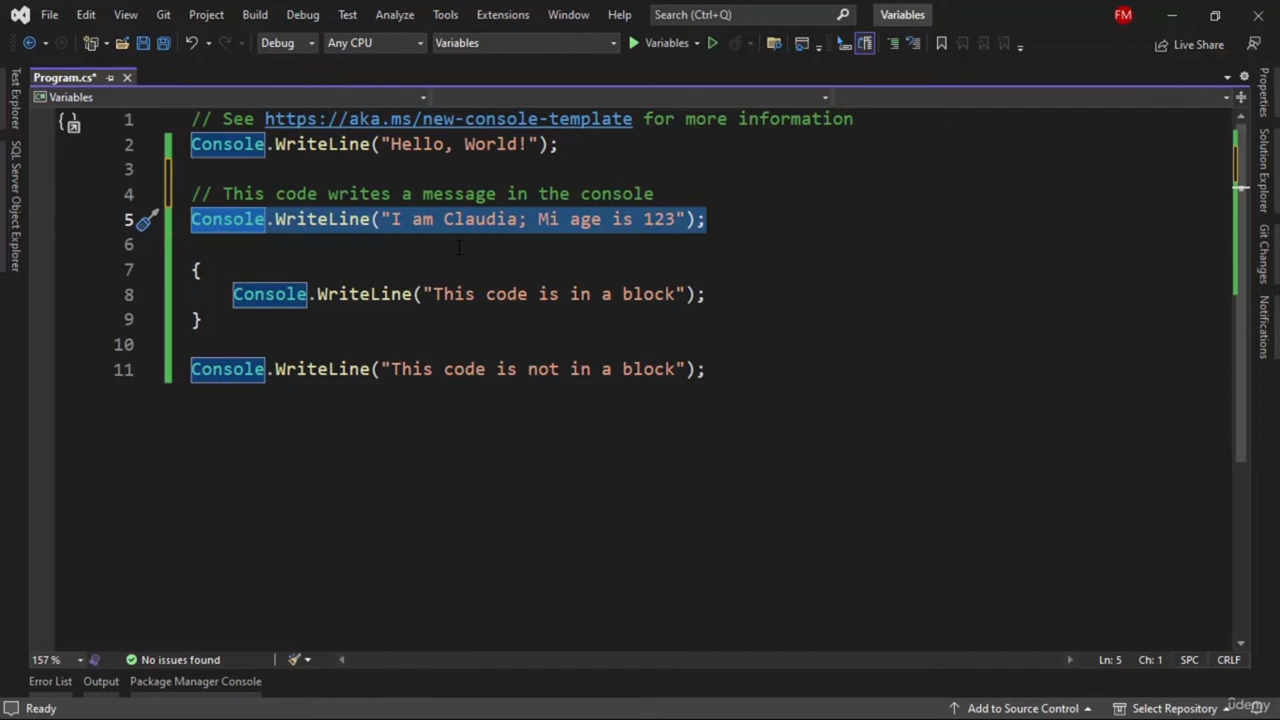 File Edit View Git Project Build Debug Test Analyze Tools Extensions Window Help Search (Ctrl+Q) Variables FM
Debug Any CPU Variables Variables Live Share
Program.cs*
Variables
Test Explorer
SQL Server Object Explorer
1 // See https://aka.ms/new-console-template for more information
2 Console.WriteLine("Hello, World!");
3
4 // This code writes a message in the console
5 Console.WriteLine("I am Claudia; Mi age is 123");
6
7 {
8 Console.WriteLine("This code is in a block");
9 }
10
11 Console.WriteLine("This code is not in a block");
Properties
Solution Explorer
Git Changes
Notifications
157 % No issues found Ln: 5 Ch: 1 SPC CRLF
Error List Output Package Manager Console
Ready Add to Source Control Select Repository
udemy